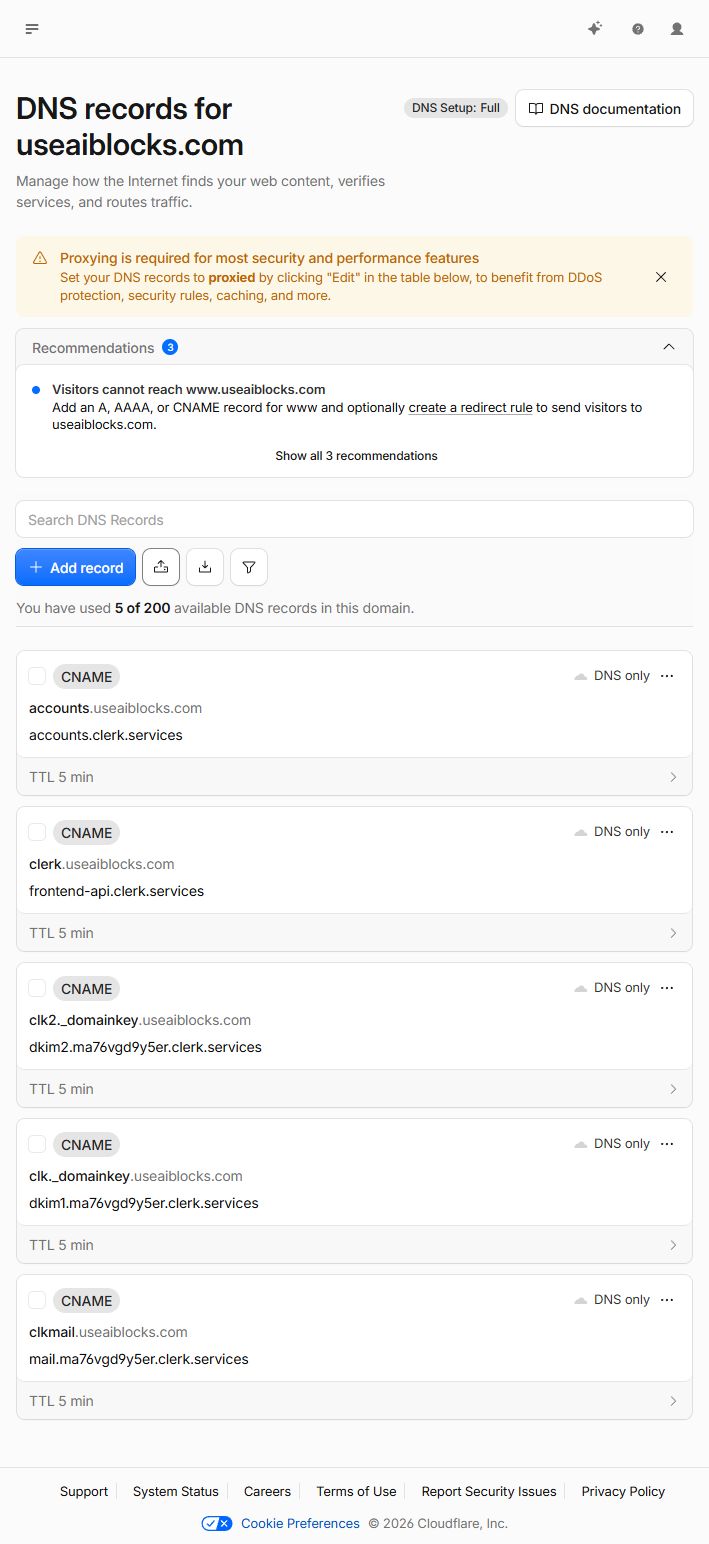 DNS records for
useaiblocks.com
DNS Setup: Full
DNS documentation
Manage how the Internet finds your web content, verifies
services, and routes traffic.
Proxying is required for most security and performance features
Set your DNS records to proxied by clicking "Edit" in the table below, to benefit from DDoS
protection, security rules, caching, and more.
Recommendations 3
Visitors cannot reach www.useaiblocks.com
Add an A, AAAA, or CNAME record for www and optionally create a redirect rule to send visitors to
useaiblocks.com.
Show all 3 recommendations
Search DNS Records
Add record
You have used 5 of 200 available DNS records in this domain.
CNAME DNS only
accounts.useaiblocks.com
accounts.clerk.services
TTL 5 min
CNAME DNS only
clerk.useaiblocks.com
frontend-api.clerk.services
TTL 5 min
CNAME DNS only
clk2._domainkey.useaiblocks.com
dkim2.ma76vgd9y5er.clerk.services
TTL 5 min
CNAME DNS only
clk._domainkey.useaiblocks.com
dkim1.ma76vgd9y5er.clerk.services
TTL 5 min
CNAME DNS only
clkmail.useaiblocks.com
mail.ma76vgd9y5er.clerk.services
TTL 5 min
Support System Status Careers Terms of Use Report Security Issues Privacy Policy
Cookie Preferences © 2026 Cloudflare, Inc.